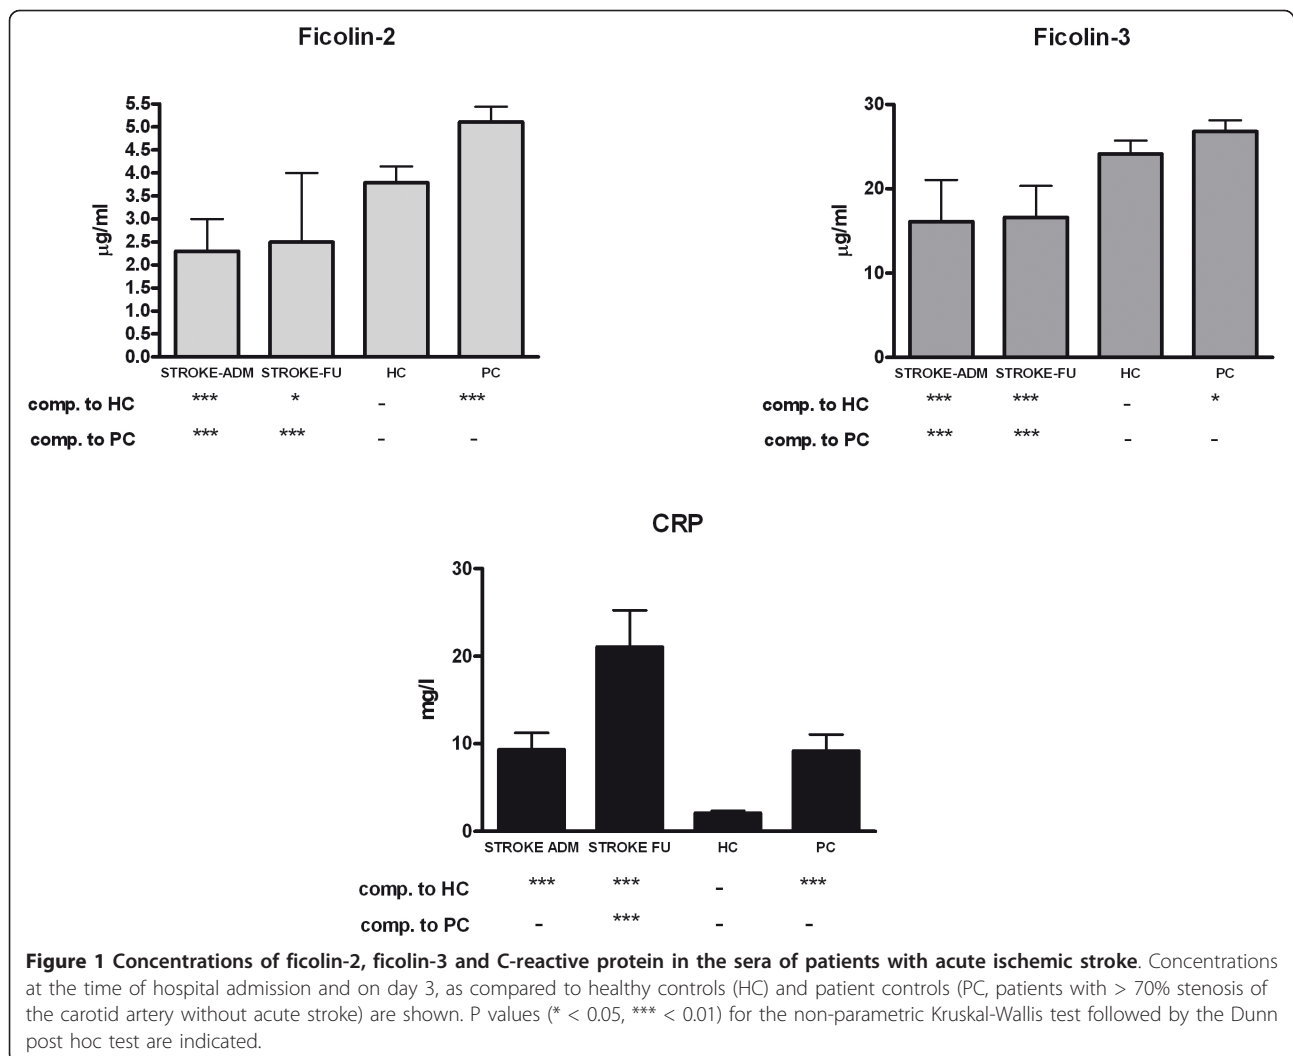 Ficolin-2
5.5
5.0
4.5
4.0
3.5
3.0
2.5
2.0
1.5
1.0
0.5
0.0
µg/ml
STROKE-ADM STROKE-FU HC PC
comp. to HC *** * - ***
comp. to PC *** *** - -
Ficolin-3
30
20
10
0
µg/ml
STROKE-ADM STROKE-FU HC PC
comp. to HC *** *** - *
comp. to PC *** *** - -
CRP
30
20
10
0
mg/l
STROKE ADM STROKE FU HC PC
comp. to HC *** *** - ***
comp. to PC - *** - -
Figure 1 Concentrations of ficolin-2, ficolin-3 and C-reactive protein in the sera of patients with acute ischemic stroke. Concentrations
at the time of hospital admission and on day 3, as compared to healthy controls (HC) and patient controls (PC, patients with > 70% stenosis of
the carotid artery without acute stroke) are shown. P values (* < 0.05, *** < 0.01) for the non-parametric Kruskal-Wallis test followed by the Dunn
post hoc test are indicated.